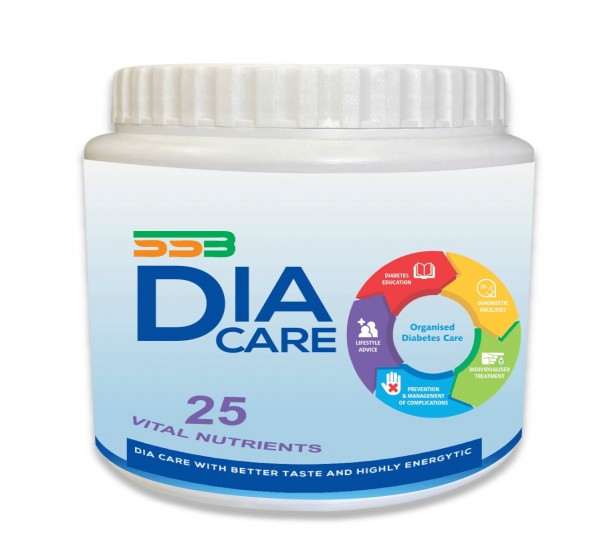 SSB
DIA
CARE
25
VITAL NUTRIENTS
DIA CARE WITH BETTER TASTE AND HIGHLY ENERGYTIC
DIABETES
EDUCATION
DIAGNOSTIC
FACILITIES
INDIVIDUALISED
TREATMENT
PREVENTION
& MANAGEMENT
OF COMPLICATIONS
LIFESTYLE
ADVICE
Organised
Diabetes Care